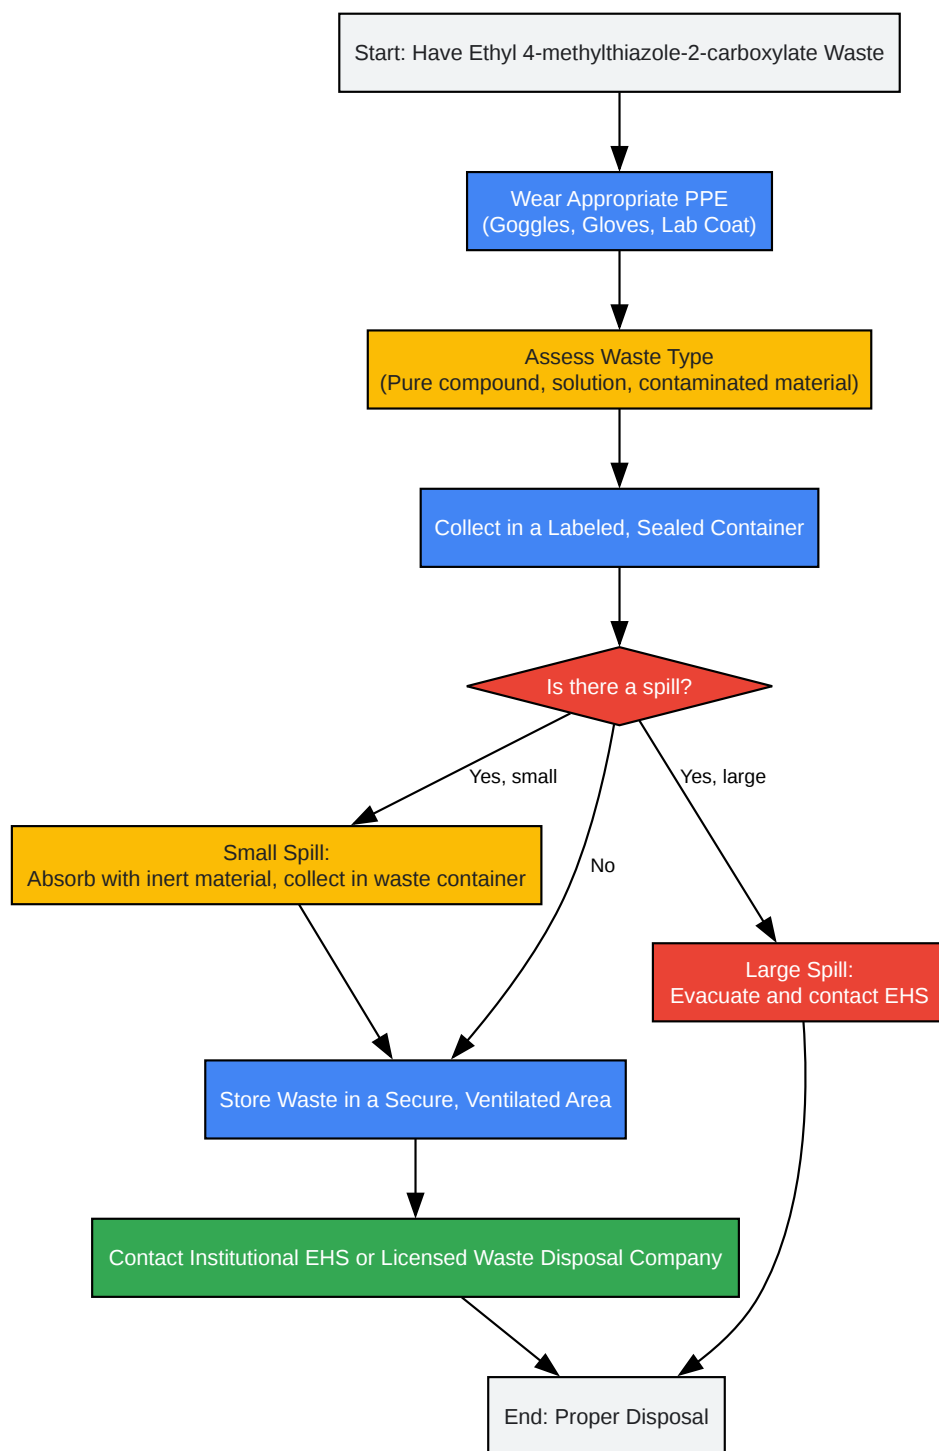 Start: Have Ethyl 4-methylthiazole-2-carboxylate Waste
Wear Appropriate PPE
(Goggles, Gloves, Lab Coat)
Assess Waste Type
(Pure compound, solution, contaminated material)
Collect in a Labeled, Sealed Container
Is there a spill?
Yes, small
Yes, large
Small Spill:
Absorb with inert material, collect in waste container
No
Large Spill:
Evacuate and contact EHS
Store Waste in a Secure, Ventilated Area
Contact Institutional EHS or Licensed Waste Disposal Company
End: Proper Disposal